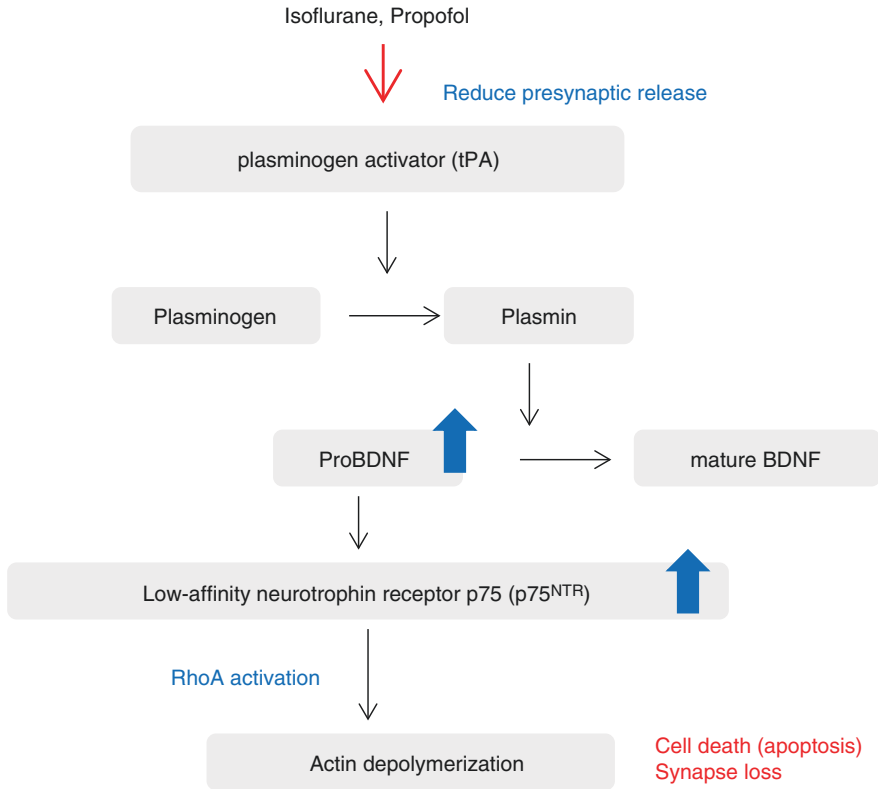 Isoflurane, Propofol
Reduce presynaptic release
plasminogen activator (tPA)
Plasminogen
Plasmin
ProBDNF
mature BDNF
Low-affinity neurotrophin receptor p75 (p75NTR)
RhoA activation
Actin depolymerization
Cell death (apoptosis)
Synapse loss